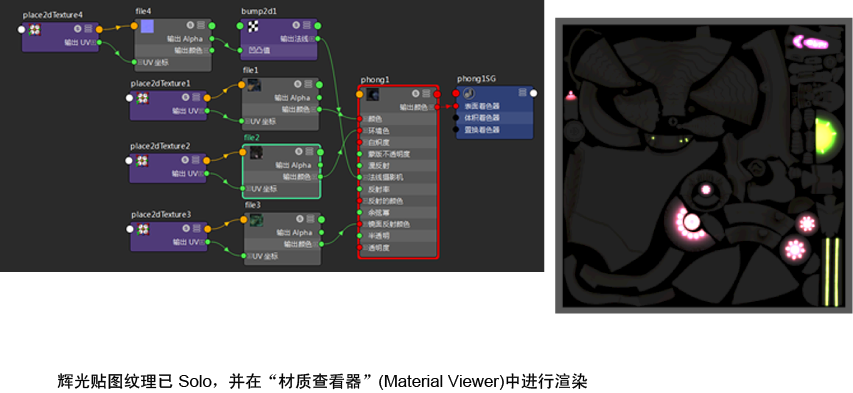 place2dTexture4
输出 UV
file4
输出 Alpha
输出颜色
UV 坐标
bump2d1
输出法线
凹凸值
place2dTexture1
输出 UV
file1
输出 Alpha
输出颜色
UV 坐标
place2dTexture2
输出 UV
file2
输出 Alpha
输出颜色
UV 坐标
place2dTexture3
输出 UV
file3
输出 Alpha
输出颜色
UV 坐标
phong1
输出颜色
颜色
环境色
白炽度
蒙版不透明度
漫反射
法线摄影机
反射率
反射的颜色
余弦幂
镜面反射颜色
半透明
透明度
phong1SG
表面着色器
体积着色器
置换着色器
辉光贴图纹理已 Solo，并在“材质查看器”(Material Viewer)中进行渲染